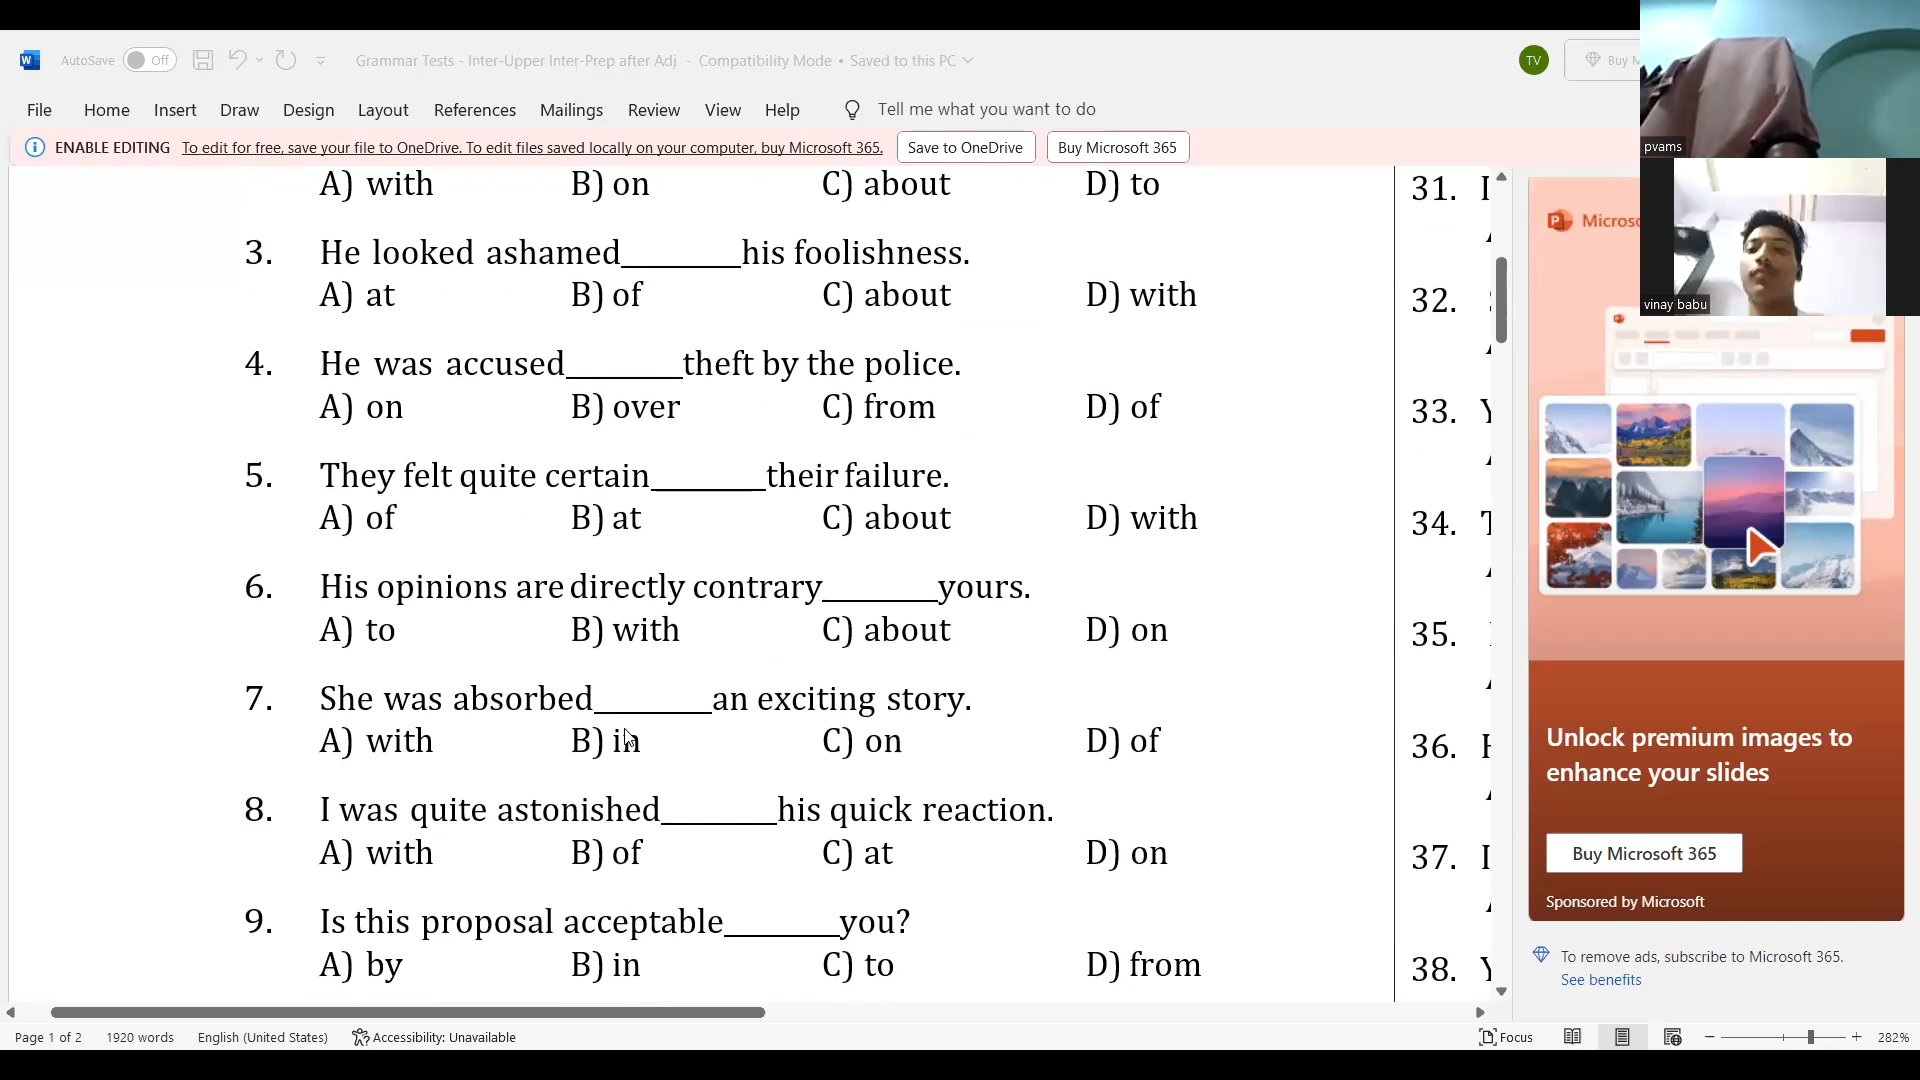 AutoSave Off Grammar Tests - Inter-Upper Inter-Prep after Adj - Compatibility Mode • Saved to this PC TV Buy M
File Home Insert Draw Design Layout References Mailings Review View Help Tell me what you want to do
pvams
ENABLE EDITING To edit for free, save your file to OneDrive. To edit files saved locally on your computer, buy Microsoft 365. Save to OneDrive Buy Microsoft 365
A) with B) on C) about D) to
3. He looked ashamed________his foolishness.
A) at B) of C) about D) with
4. He was accused________theft by the police.
A) on B) over C) from D) of
5. They felt quite certain________their failure.
A) of B) at C) about D) with
6. His opinions are directly contrary________yours.
A) to B) with C) about D) on
7. She was absorbed________an exciting story.
A) with B) in C) on D) of
8. I was quite astonished________his quick reaction.
A) with B) of C) at D) on
9. Is this proposal acceptable________you?
A) by B) in C) to D) from
31.
32.
33.
34.
35.
36.
37.
38.
vinay babu
Unlock premium images to
enhance your slides
Buy Microsoft 365
Sponsored by Microsoft
To remove ads, subscribe to Microsoft 365.
See benefits
Page 1 of 2 1920 words English (United States) Accessibility: Unavailable Focus 282%